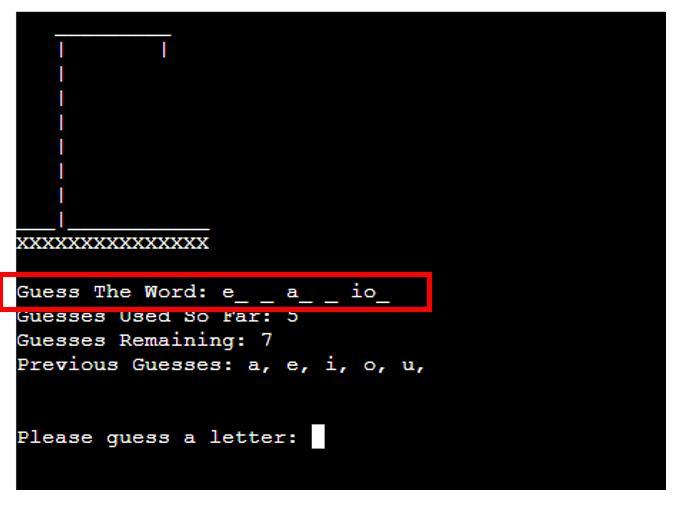 XXXXXXXXXXXXXXX
Guess The Word: e_ _ a_ _ io_
Guesses Used So Far: 5
Guesses Remaining: 7
Previous Guesses: a, e, i, o, u,
Please guess a letter: